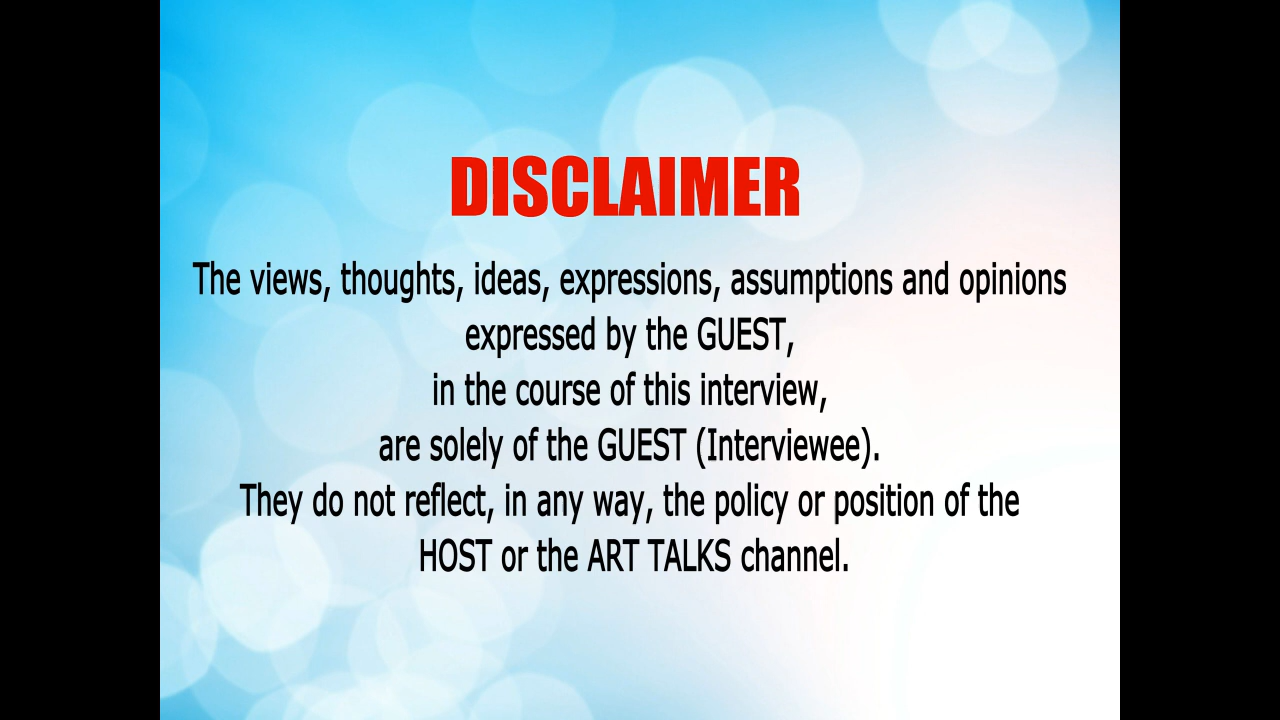 DISCLAIMER
The views, thoughts, ideas, expressions, assumptions and opinions
expressed by the GUEST,
in the course of this interview,
are solely of the GUEST (Interviewee).
They do not reflect, in any way, the policy or position of the
HOST or the ART TALKS channel.